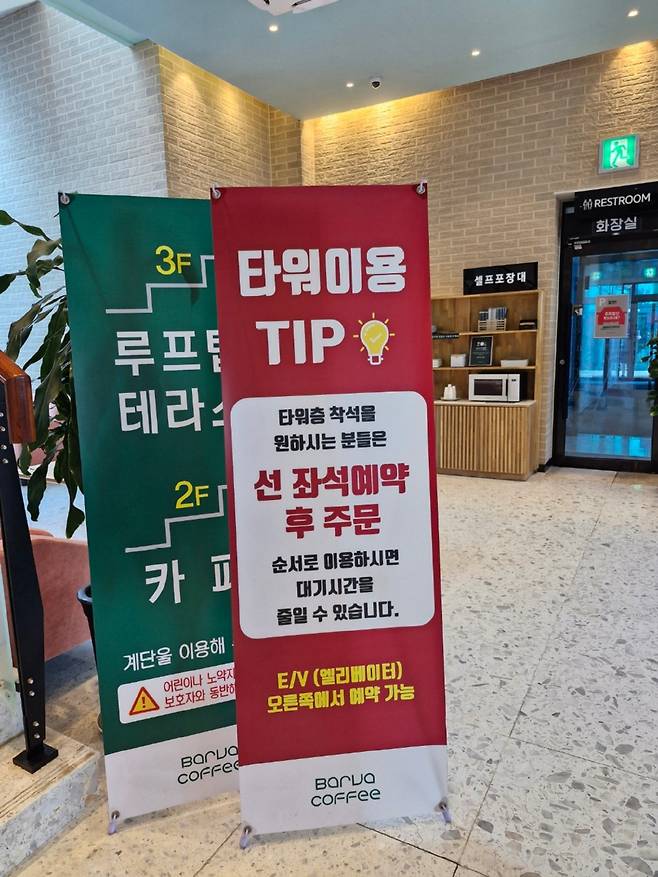 3F
루프탑
테라스
2F
카페
계단을 이용해
어린이나 노약자
보호자와 동반해
BARVA
COFFEE
타워이용
TIP
타워층 착석을
원하시는 분들은
선 좌석예약
후 주문
순서로 이용하시면
대기시간을
줄일 수 있습니다.
E/V (엘리베이터)
오른쪽에서 예약 가능
BARVA
COFFEE
셀프포장대
RESTROOM
화장실